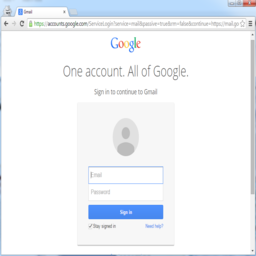 Gmail
https://accounts.google.com/ServiceLogin?service=mail&passive=true&rm=false&continue=https://mail.go
Google
One account. All of Google.
Sign in to continue to Gmail
Email
Password
Sign in
Stay signed in Need help?